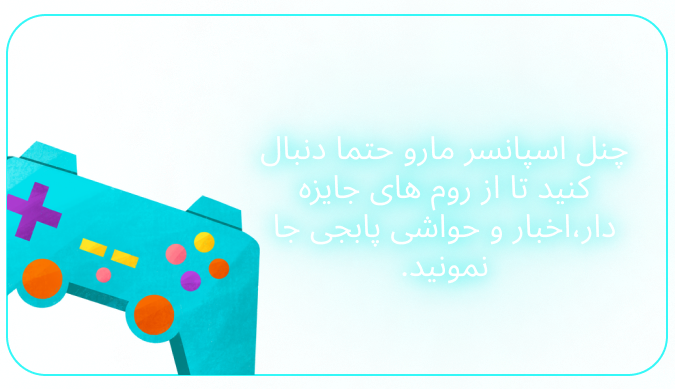 چنل اسپانسر مارو حتما دنبال
کنید تا از روم های جایزه
دار،اخبار و حواشی پابجی جا
نمونید.